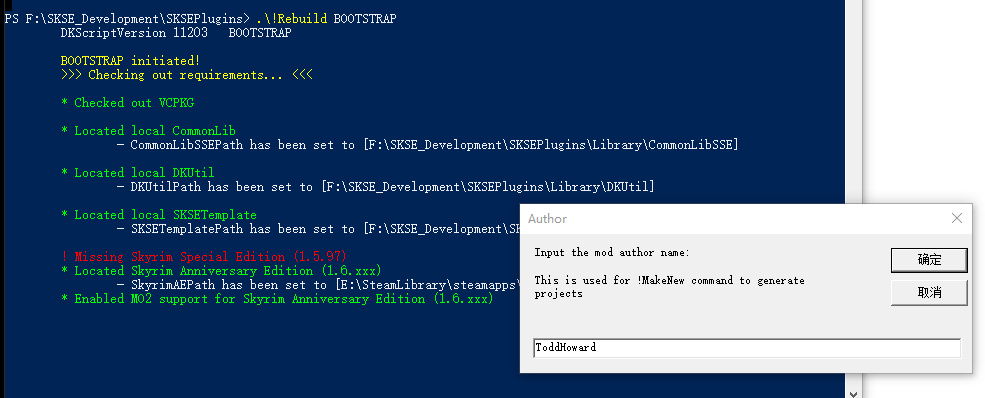 PS F:\SKSE_Development\SKSEPlugins> .\!Rebuild BOOTSTRAP
DKScriptVersion 11203 BOOTSTRAP
BOOTSTRAP initiated!
>>> Checking out requirements... <<<
* Checked out VCPKG
* Located local CommonLib
- CommonLibSSEPath has been set to [F:\SKSE_Development\SKSEPlugins\Library\CommonLibSSE]
* Located local DKUtil
- DKUtilPath has been set to [F:\SKSE_Development\SKSEPlugins\Library\DKUtil]
* Located local SKSETemplate
- SKSETemplatePath has been set to [F:\SKSE_Development\SK
! Missing Skyrim Special Edition (1.5.97)
* Located Skyrim Anniversary Edition (1.6.xxx)
- SkyrimAEPath has been set to [E:\SteamLibrary\steamapps\
* Enabled MO2 support for Skyrim Anniversary Edition (1.6.xxx)
Author
Input the mod author name:
This is used for !MakeNew command to generate
projects
确定
取消
ToddHoward